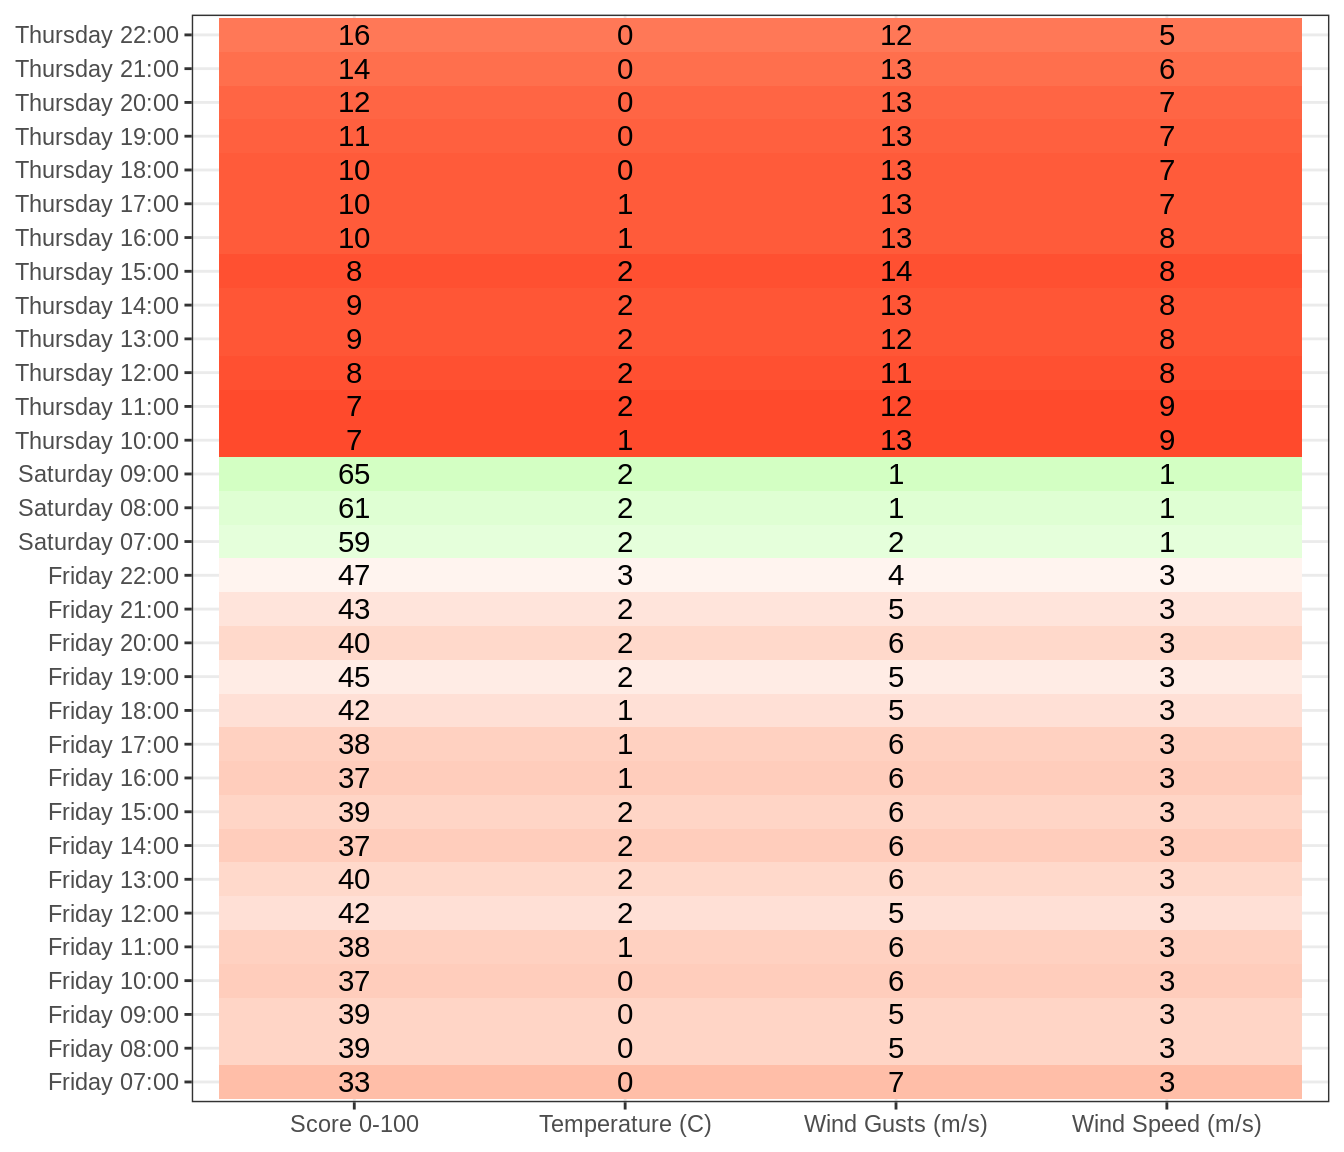 Thursday 22:00 16 0 12 5
Thursday 21:00 14 0 13 6
Thursday 20:00 12 0 13 7
Thursday 19:00 11 0 13 7
Thursday 18:00 10 0 13 7
Thursday 17:00 10 1 13 7
Thursday 16:00 10 1 13 8
Thursday 15:00 8 2 14 8
Thursday 14:00 9 2 13 8
Thursday 13:00 9 2 12 8
Thursday 12:00 8 2 11 8
Thursday 11:00 7 2 12 9
Thursday 10:00 7 1 13 9
Saturday 09:00 65 2 1 1
Saturday 08:00 61 2 1 1
Saturday 07:00 59 2 2 1
Friday 22:00 47 3 4 3
Friday 21:00 43 2 5 3
Friday 20:00 40 2 6 3
Friday 19:00 45 2 5 3
Friday 18:00 42 1 5 3
Friday 17:00 38 1 6 3
Friday 16:00 37 1 6 3
Friday 15:00 39 2 6 3
Friday 14:00 37 2 6 3
Friday 13:00 40 2 6 3
Friday 12:00 42 2 5 3
Friday 11:00 38 1 6 3
Friday 10:00 37 0 6 3
Friday 09:00 39 0 5 3
Friday 08:00 39 0 5 3
Friday 07:00 33 0 7 3
Score 0-100 Temperature (C) Wind Gusts (m/s) Wind Speed (m/s)